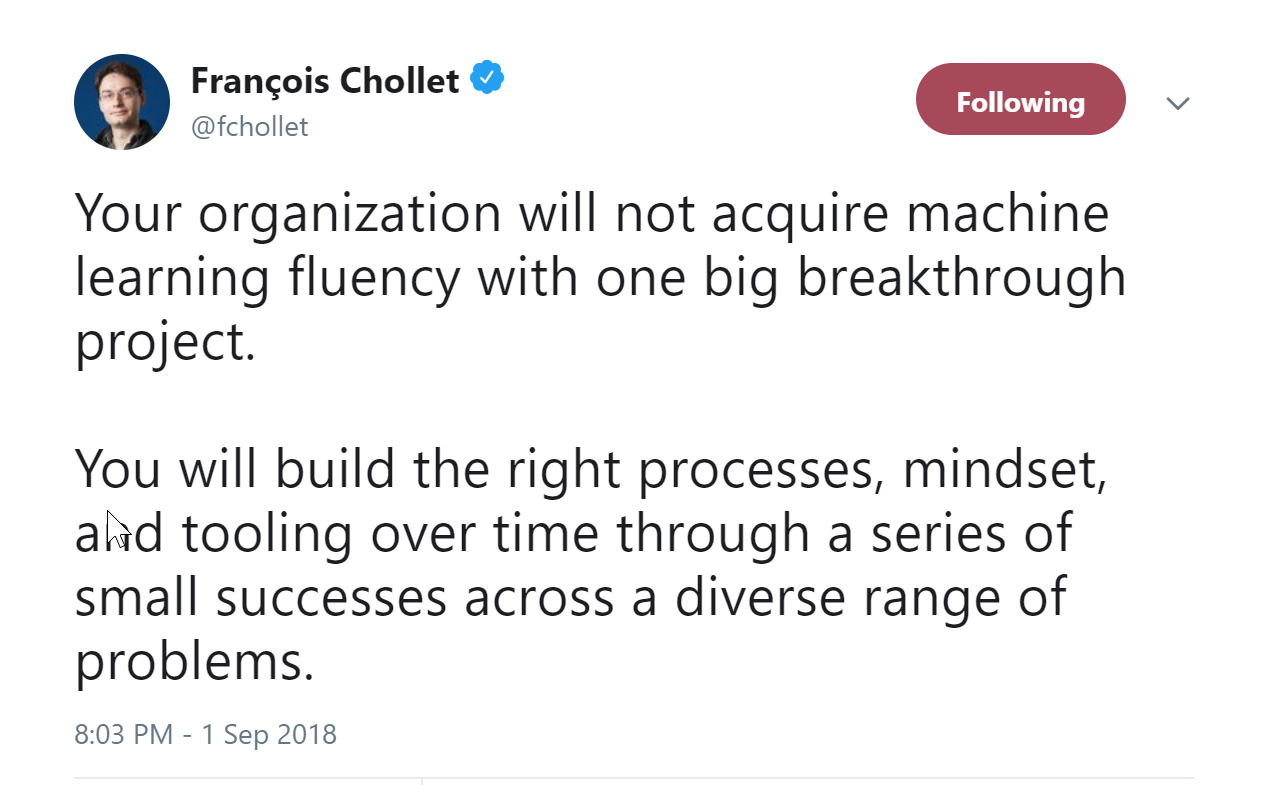 François Chollet
@fchollet
Following
Your organization will not acquire machine
learning fluency with one big breakthrough
project.
You will build the right processes, mindset,
and tooling over time through a series of
small successes across a diverse range of
problems.
8:03 PM - 1 Sep 2018